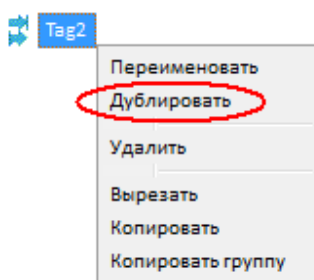 Tag2
Переименовать
Дублировать
Удалить
Вырезать
Копировать
Копировать группу